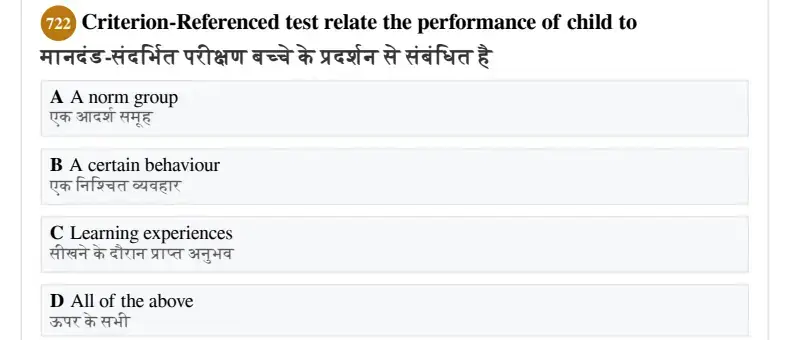 722 Criterion-Referenced test relate the performance of child to
मानदंड-संदर्भित परीक्षण बच्चे के प्रदर्शन से संबंधित है
A A norm group
एक आदर्श समूह
B A certain behaviour
एक निश्चित व्यवहार
C Learning experiences
सीखने के दौरान प्राप्त अनुभव
D All of the above
ऊपर के सभी